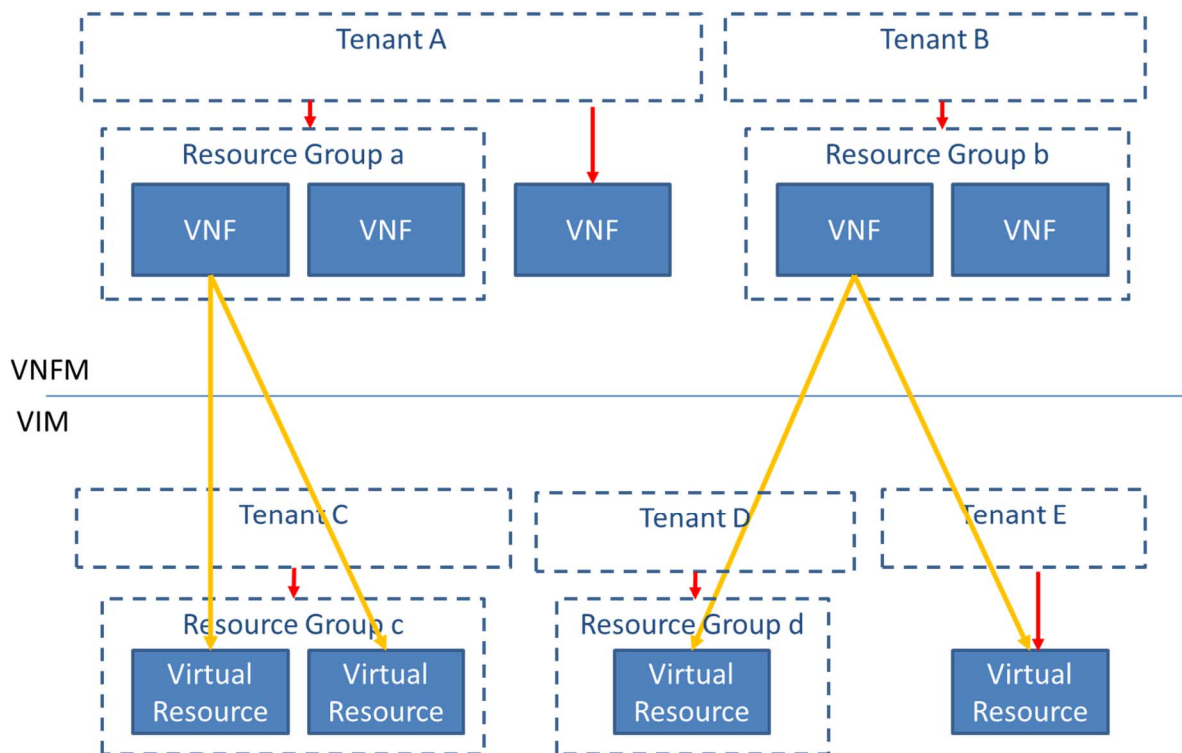 Tenant A
Tenant B
Resource Group a
Resource Group b
VNF
VNF
VNF
VNF
VNF
VNFM
VIM
Tenant C
Tenant D
Tenant E
Resource Group c
Resource Group d
Virtual
Resource
Virtual
Resource
Virtual
Resource
Virtual
Resource